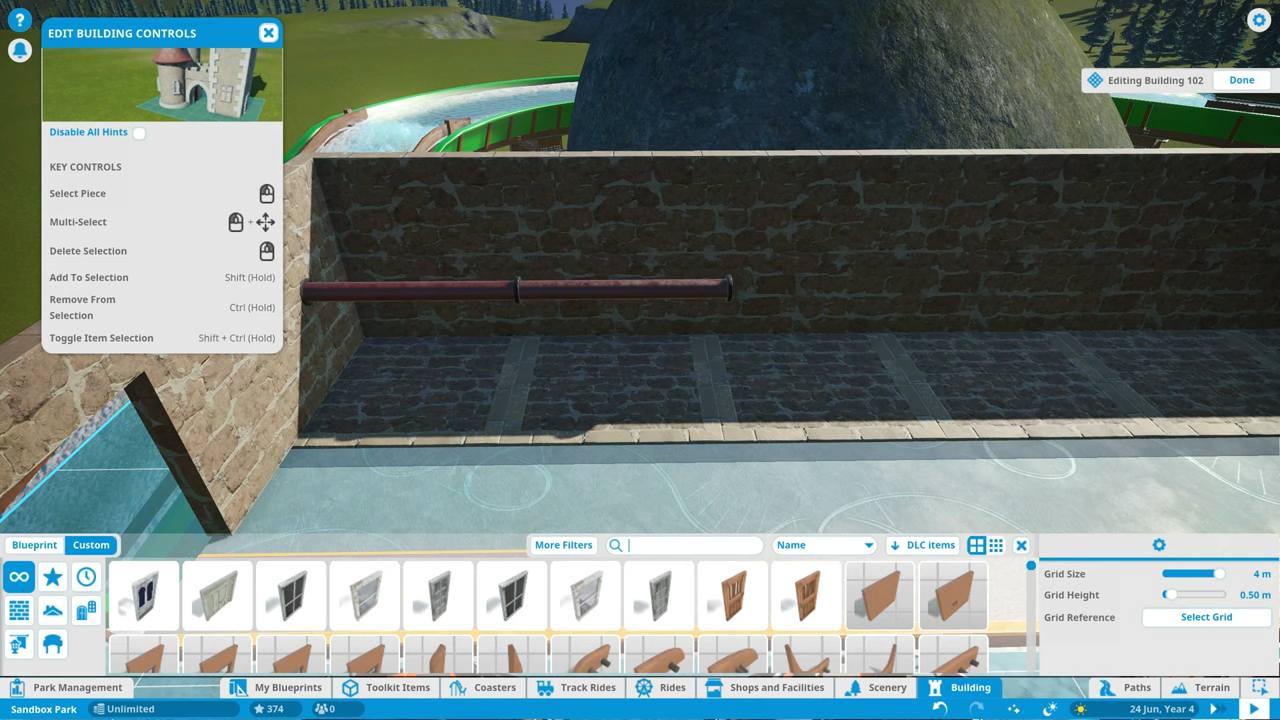 ?
EDIT BUILDING CONTROLS
Editing Building 102
Done
Disable All Hints
KEY CONTROLS
Select Piece
Multi-Select
+
Delete Selection
Add To Selection
Shift (Hold)
Remove From
Selection
Ctrl (Hold)
Toggle Item Selection
Shift + Ctrl (Hold)
Blueprint
Custom
More Filters
Name
DLC items
Grid Size
4 m
Grid Height
0.50 m
Grid Reference
Select Grid
Park Management
My Blueprints
Toolkit Items
Coasters
Track Rides
Rides
Shops and Facilities
Scenery
Building
Paths
Terrain
Sandbox Park
Unlimited
374
0
24 Jun, Year 4